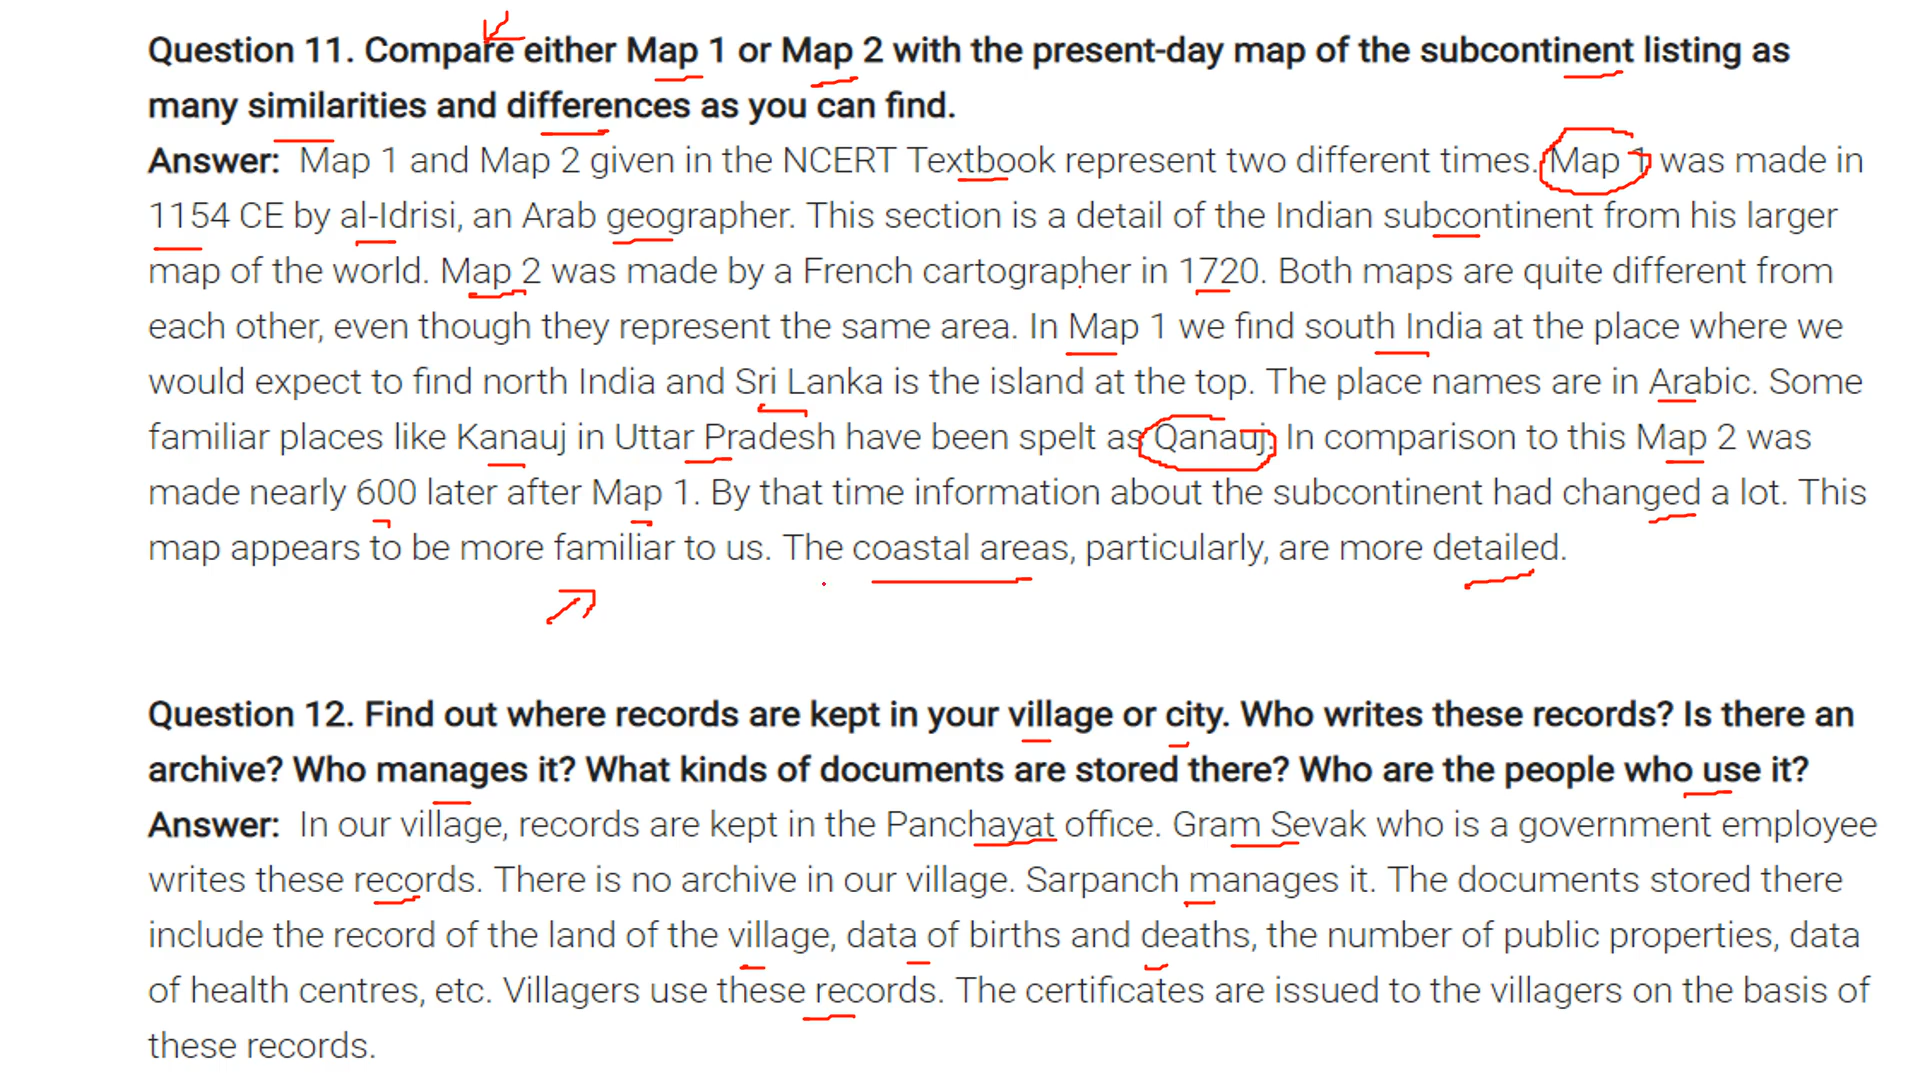 Question 11. Compare either Map 1 or Map 2 with the present-day map of the subcontinent listing as
many similarities and differences as you can find.
Answer: Map 1 and Map 2 given in the NCERT Textbook represent two different times. Map 1 was made in
1154 CE by al-Idrisi, an Arab geographer. This section is a detail of the Indian subcontinent from his larger
map of the world. Map 2 was made by a French cartographer in 1720. Both maps are quite different from
each other, even though they represent the same area. In Map 1 we find south India at the place where we
would expect to find north India and Sri Lanka is the island at the top. The place names are in Arabic. Some
familiar places like Kanauj in Uttar Pradesh have been spelt as Qanauj. In comparison to this Map 2 was
made nearly 600 later after Map 1. By that time information about the subcontinent had changed a lot. This
map appears to be more familiar to us. The coastal areas, particularly, are more detailed.
Question 12. Find out where records are kept in your village or city. Who writes these records? Is there an
archive? Who manages it? What kinds of documents are stored there? Who are the people who use it?
Answer: In our village, records are kept in the Panchayat office. Gram Sevak who is a government employee
writes these records. There is no archive in our village. Sarpanch manages it. The documents stored there
include the record of the land of the village, data of births and deaths, the number of public properties, data
of health centres, etc. Villagers use these records. The certificates are issued to the villagers on the basis of
these records.